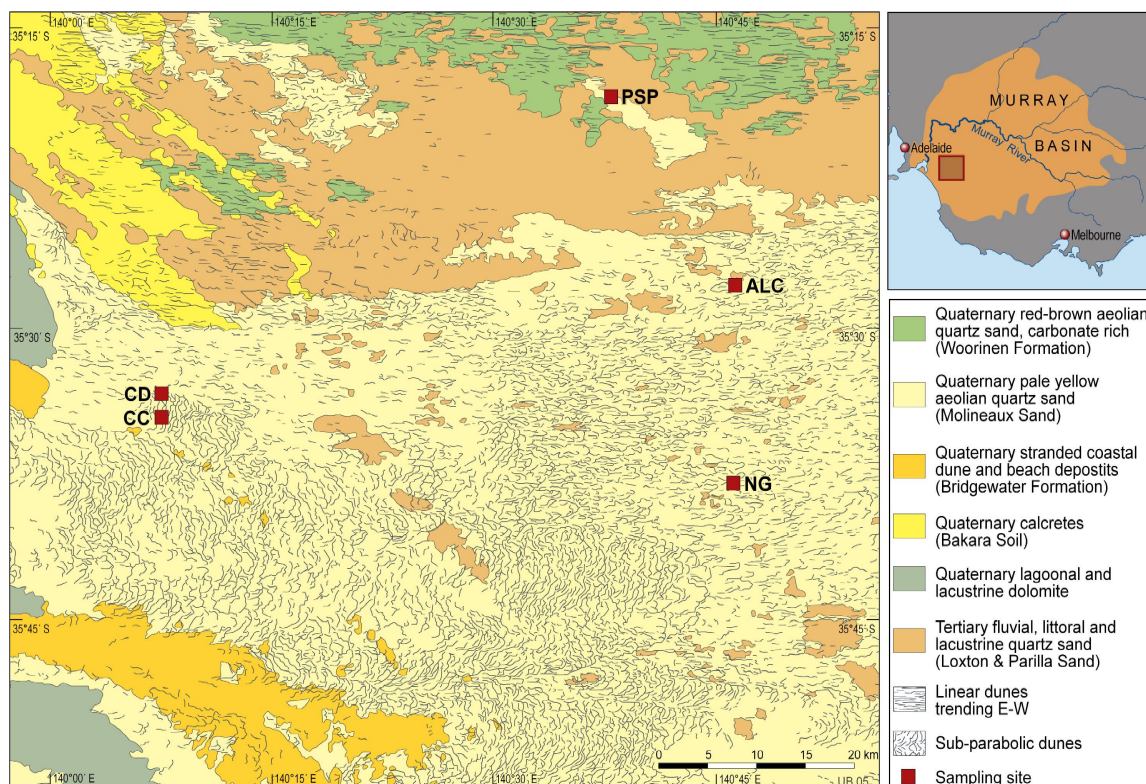 140°00´ E
140°15´ E
140°30´ E
140°45´ E
35°15´ S
35°15´ S
PSP
ALC
35°30´ S
35°30´ S
CD
CC
NG
35°45´ S
35°45´ S
140°00´ E
140°15´ E
140°30´ E
140°45´ E
0 5 10 15 20 km
UB 05
MURRAY
BASIN
Murray River
Adelaide
Melbourne
Quaternary red-brown aeolian
quartz sand, carbonate rich
(Woorinen Formation)
Quaternary pale yellow
aeolian quartz sand
(Molineaux Sand)
Quaternary stranded coastal
dune and beach depostits
(Bridgewater Formation)
Quaternary calcretes
(Bakara Soil)
Quaternary lagoonal and
lacustrine dolomite
Tertiary fluvial, littoral and
lacustrine quartz sand
(Loxton & Parilla Sand)
Linear dunes
trending E-W
Sub-parabolic dunes
Sampling site